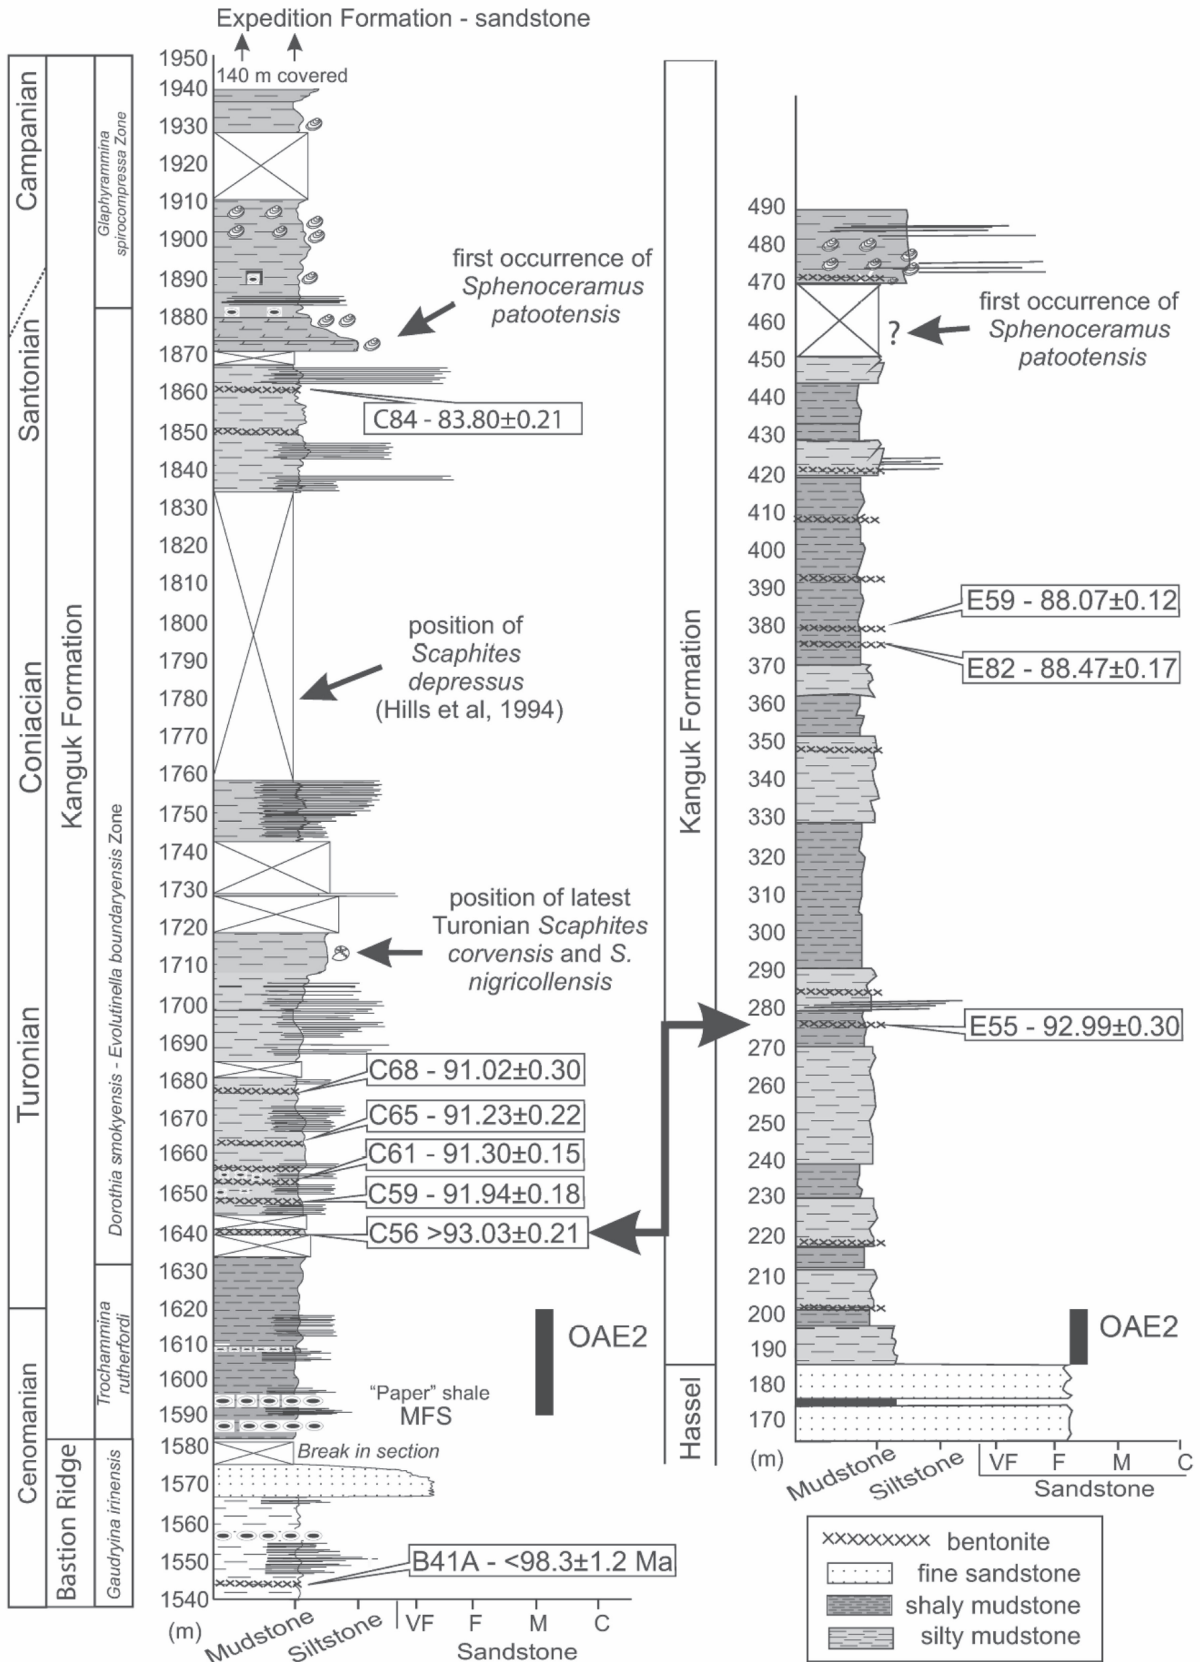 Expedition Formation - sandstone
140 m covered
Campanian
Santonian
Coniacian
Turonian
Cenomanian
Kanguk Formation
Bastion Ridge
Glaphyrammina
spirocompressa Zone
Dorothia smokyensis - Evolutinella boundaryensis Zone
Trochammina
rutherfordi
Gaudryina irinensis
1950
1940
1930
1920
1910
1900
1890
1880
1870
1860
1850
1840
1830
1820
1810
1800
1790
1780
1770
1760
1750
1740
1730
1720
1710
1700
1690
1680
1670
1660
1650
1640
1630
1620
1610
1600
1590
1580
1570
1560
1550
1540
(m)
first occurrence of
Sphenoceramus
patootensis
C84 - 83.80±0.21
position of
Scaphites
depressus
(Hills et al, 1994)
position of latest
Turonian Scaphites
corvensis and S.
nigricollensis
C68 - 91.02±0.30
C65 - 91.23±0.22
C61 - 91.30±0.15
C59 - 91.94±0.18
C56 >93.03±0.21
OAE2
"Paper" shale
MFS
Break in section
B41A - <98.3±1.2 Ma
Mudstone
Siltstone
VF
F
M
C
Sandstone
Kanguk Formation
Hassel
490
480
470
460
450
440
430
420
410
400
390
380
370
360
350
340
330
320
310
300
290
280
270
260
250
240
230
220
210
200
190
180
170
(m)
first occurrence of
Sphenoceramus
patootensis
?
E59 - 88.07±0.12
E82 - 88.47±0.17
E55 - 92.99±0.30
OAE2
Mudstone
Siltstone
VF
F
M
C
Sandstone
bentonite
fine sandstone
shaly mudstone
silty mudstone